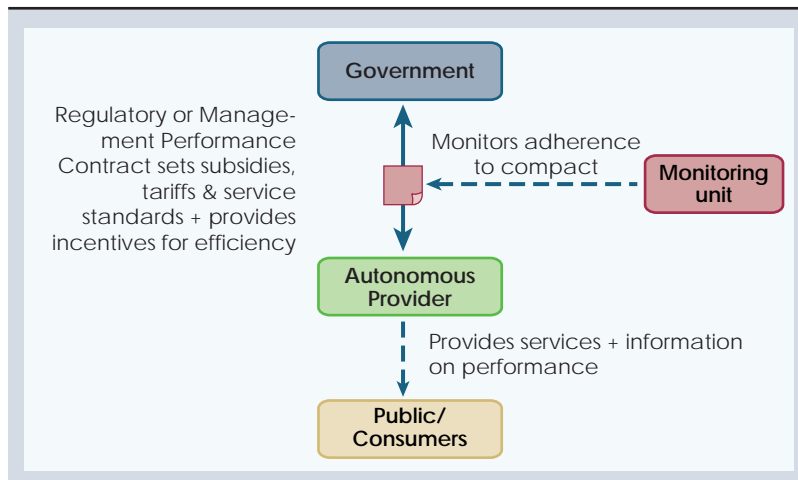 Government
Regulatory or Manage-
ment Performance
Contract sets subsidies,
tariffs & service
standards + provides
incentives for efficiency
Monitors adherence
to compact
Monitoring
unit
Autonomous
Provider
Provides services + information
on performance
Public/
Consumers